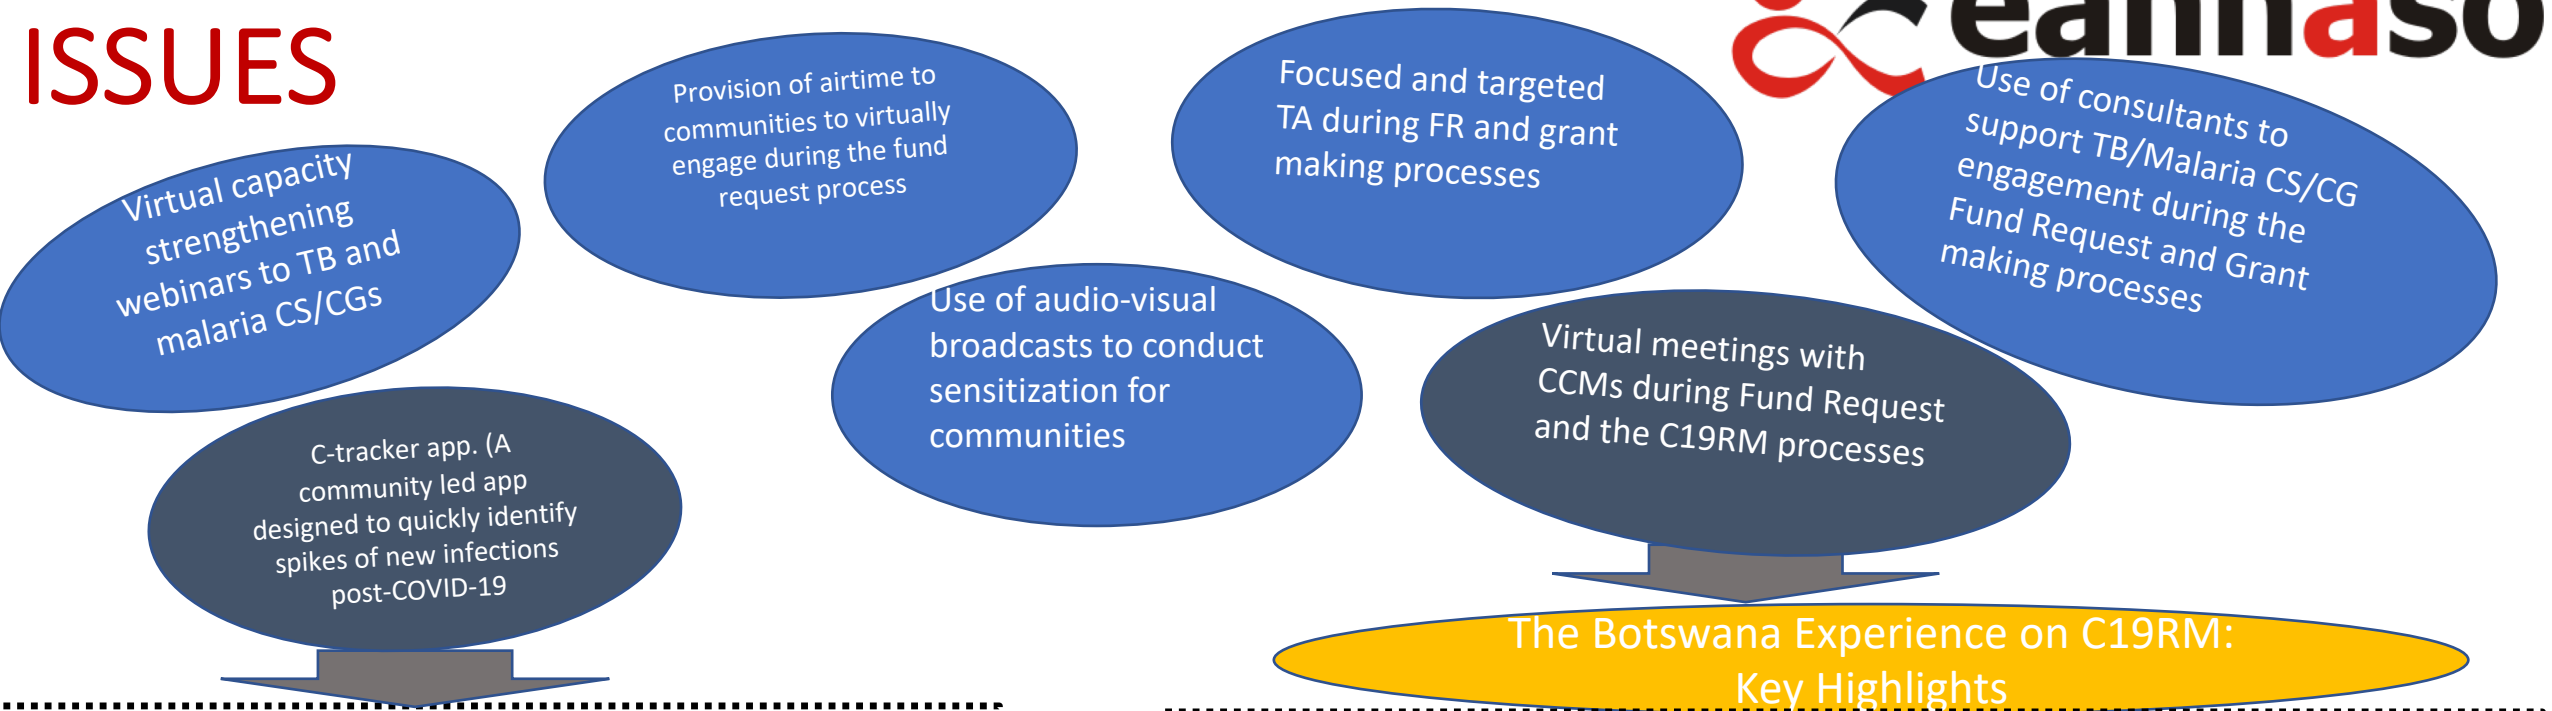 ISSUES
eannaso
Virtual capacity
strengthening
webinars to TB and
malaria CS/CGs
Provision of airtime to
communities to virtually
engage during the fund
request process
Focused and targeted
TA during FR and grant
making processes
Use of consultants to
support TB/Malaria CS/CG
engagement during the
Fund Request and Grant
making processes
Use of audio-visual
broadcasts to conduct
sensitization for
communities
Virtual meetings with
CCMs during Fund Request
and the C19RM processes
C-tracker app. (A
community led app
designed to quickly identify
spikes of new infections
post-COVID-19
The Botswana Experience on C19RM:
Key Highlights